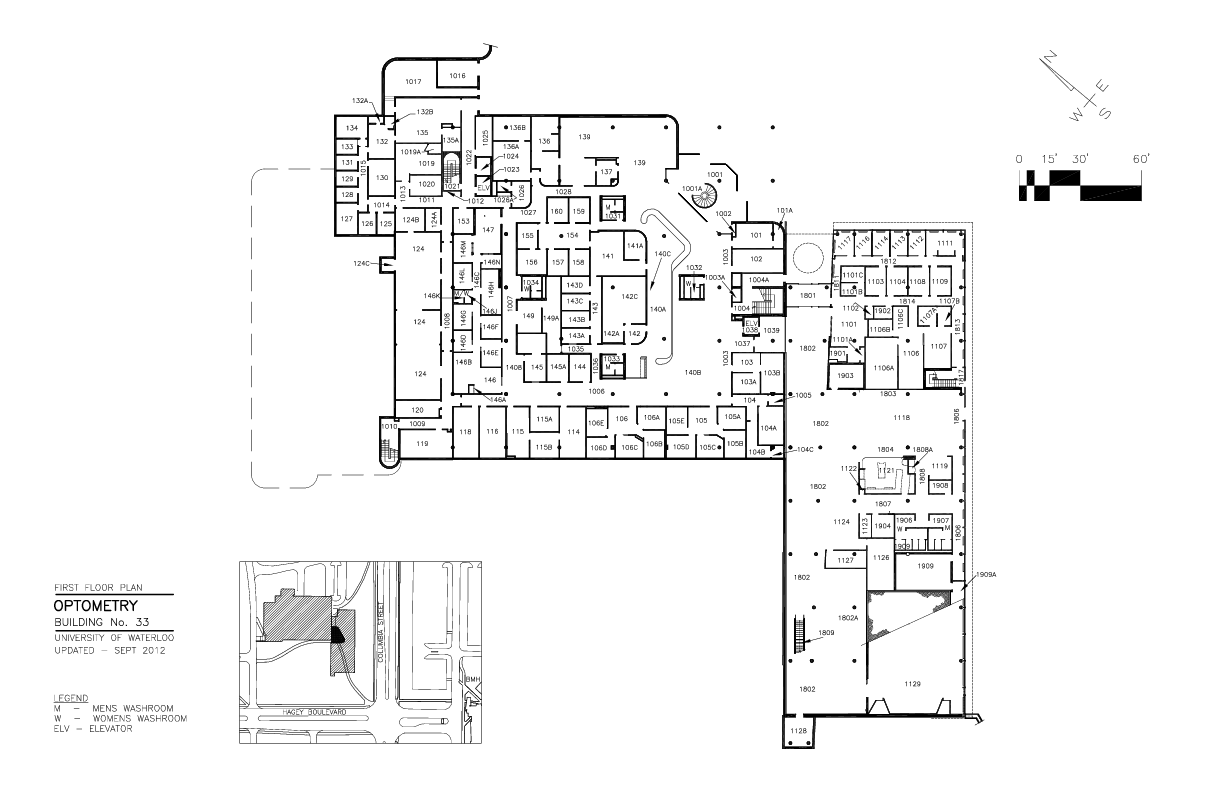 1017
1016
N
W
E
S
132A
132B
134
132
135
135A
1025
136B
136
139
133
1019A
136A
1022
1024
131
1015
1019
1023
137
139
1001
129
130
1020
1021
ELV
1026
1028
1001A
128
1013
1012
1026A
1014
1011
1027
M
1031
0 15' 30' 60'
127
126
125
124B
124A
153
147
160
159
1002
101A
101
155
154
124
146M
141
141A
140C
1003
102
156
157
158
1117
1116
1114
1113
1112
1111
124C
146N
1812
146L
146C
1034
W
143D
1032
W
1003A
1004A
1811
1101C
1101B
1103
1104
1108
1109
M/W
146K
146H
1007
143C
142C
1801
1814
146J
140A
1004
1102
1902
1106C
1107A
1107B
124
1008
146G
146F
149
149A
143B
143
ELV
1038
1039
1101
1106B
1813
146D
143A
142A
142
1037
1802
1101A
1901
1106
1107
1035
146B
146E
1036
1033
M
1003
103
103B
1106A
124
146
140B
145
145A
144
140B
103A
1903
1817
146A
1006
104
1005
1803
120
1009
1010
119
118
116
115
115A
115B
114
106E
106
106A
105E
105
105A
104A
1802
1118
1806
106D
106C
106B
105D
105C
105B
104B
104C
1804
1808A
1122
1121
1808
1119
1802
1908
1807
1124
1123
1904
1906
W
1907
M
1806
1909
1127
1126
1802
1909
1909A
1802A
1809
1802
1129
1128
FIRST FLOOR PLAN
OPTOMETRY
BUILDING No. 33
UNIVERSITY OF WATERLOO
UPDATED – SEPT 2012
LEGEND
M – MENS WASHROOM
W – WOMENS WASHROOM
ELV – ELEVATOR
COLUMBIA STREET
BMH
HAGEY BOULEVARD